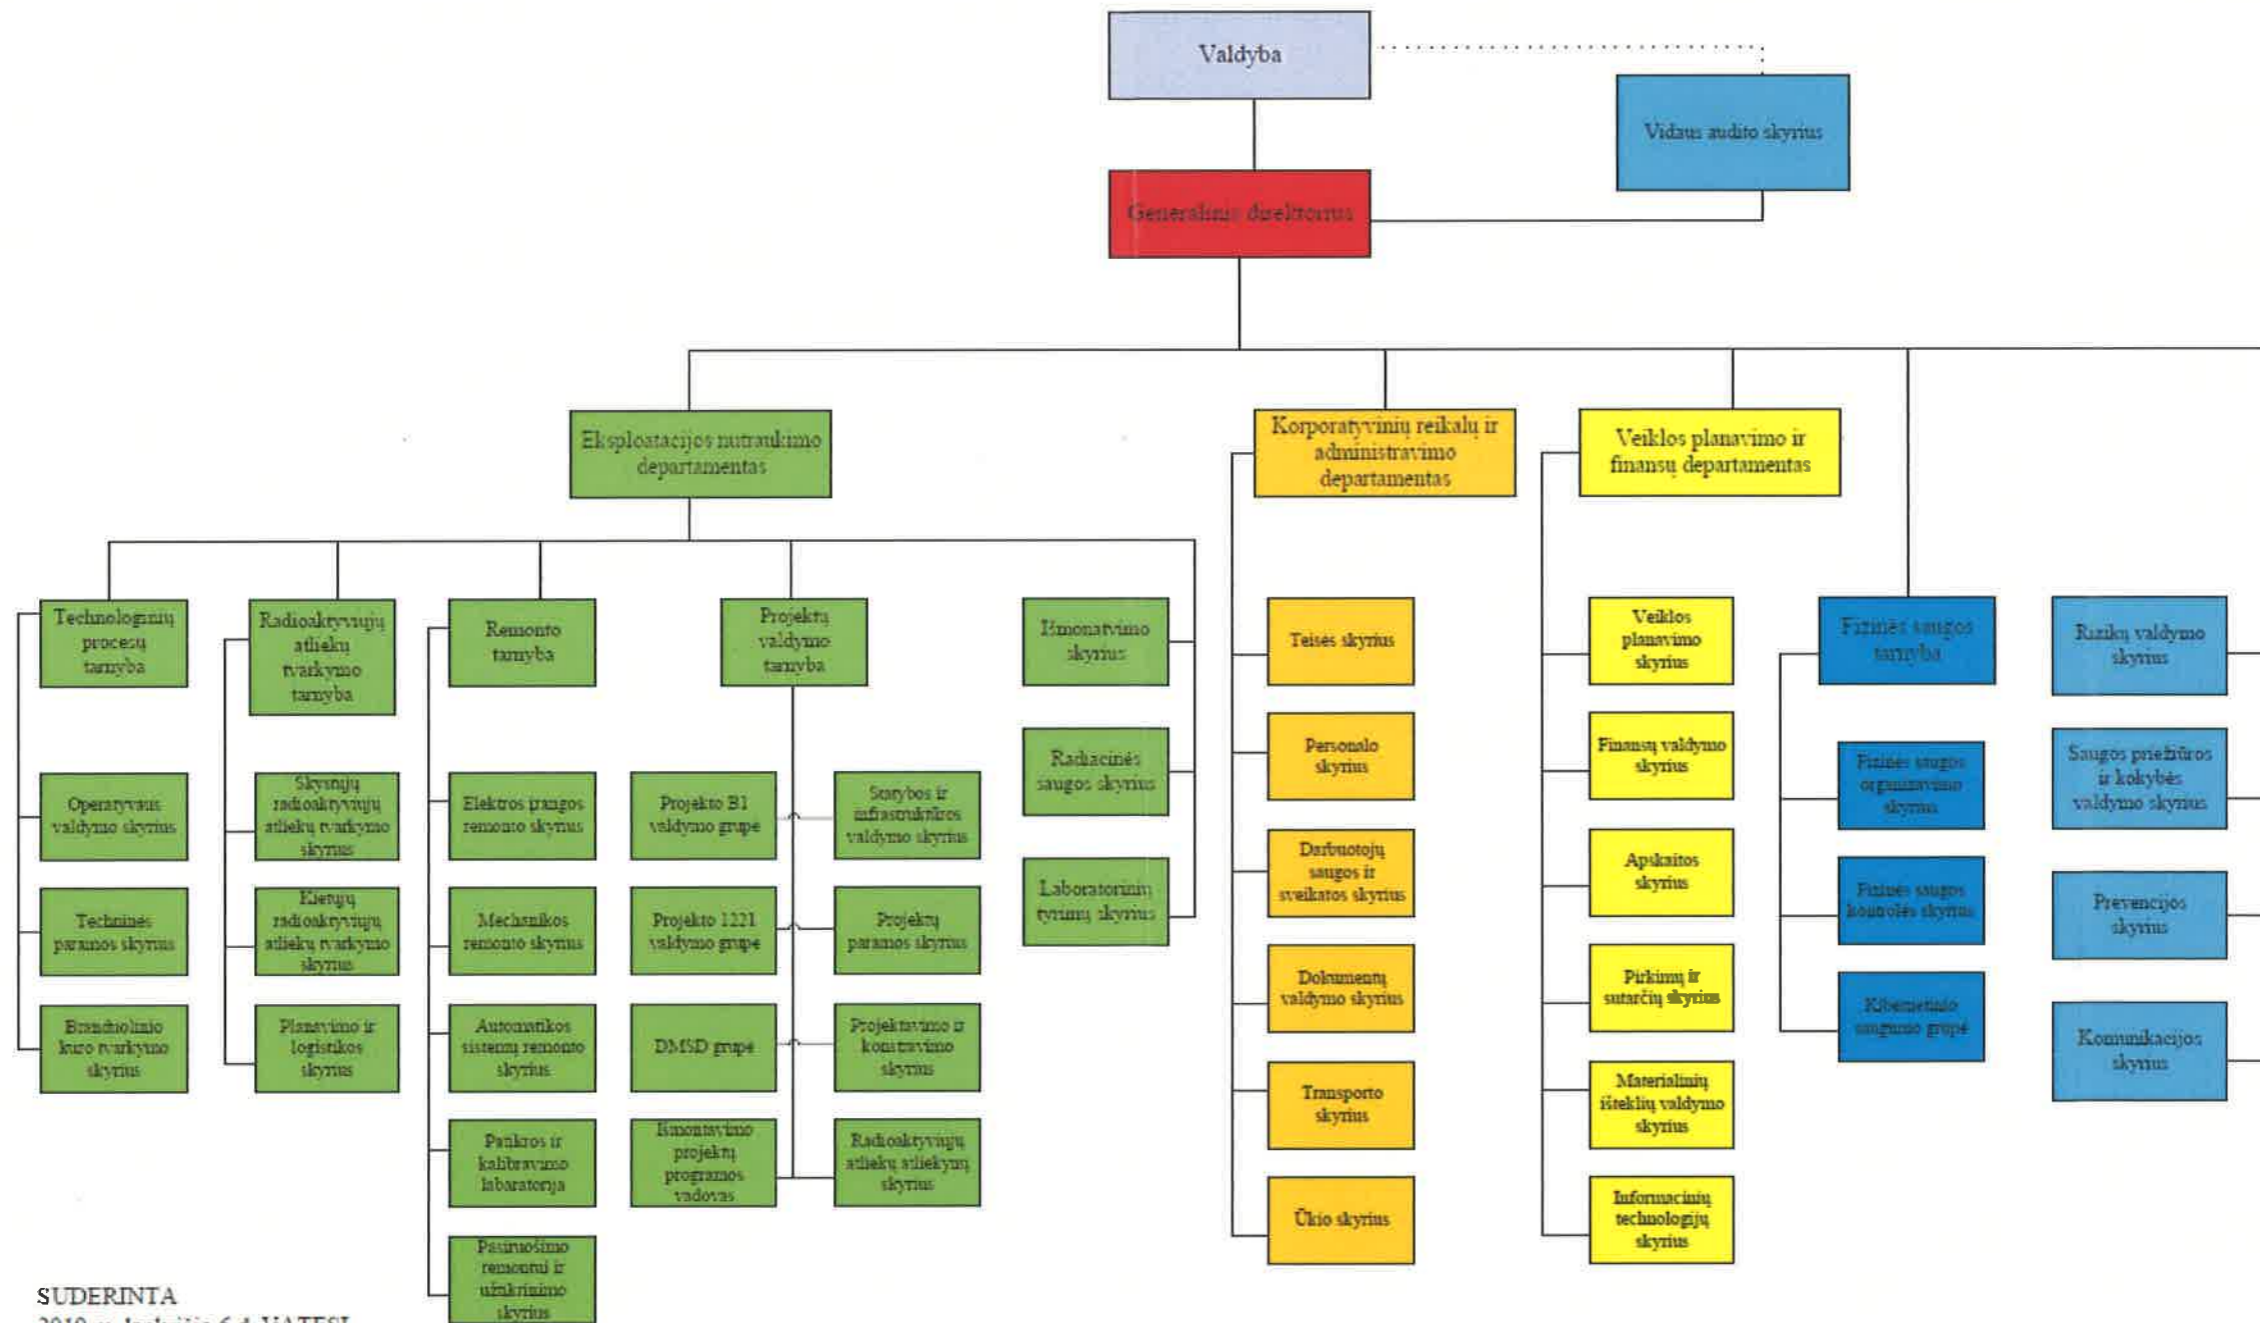 Valdyba
Vidaus audito skyrius
Generalinis direktorius
Eksploatacijos nutraukimo
departamentas
Korporatyvinių reikalų ir
administravimo
departamentas
Veiklos planavimo ir
finansų departamentas
Technologinių
procesų
tarnyba
Radioaktyviųjų
atliekų
tvarkymo
tarnyba
Remonto
tarnyba
Projektų
valdymo
tarnyba
Išmonatvimo
skyrius
Radiacinės
saugos skyrius
Laboratorinių
tyrimų skyrius
Operatyvaus
valdymo skyrius
Techninės
paramos skyrius
Branduolinio
kuro tvarkymo
skyrius
Skystųjų
radioaktyviųjų
atliekų tvarkymo
skyrius
Kietųjų
radioaktyviųjų
atliekų tvarkymo
skyrius
Planavimo ir
logistikos
skyrius
Elektros įrangos
remonto skyrius
Mechanikos
remonto skyrius
Automatikos
sistemų remonto
skyrius
Patikros ir
kalibravimo
labaratorija
Pasiruošimo
remontui ir
užtikrinimo
skyrius
Projekto B1
valdymo grupė
Projekto 1221
valdymo grupė
DMSD grupė
Išmontavimo
projektų
programos
vadovas
Statybos ir
infrastruktūros
valdymo skyrius
Projektų
paramos skyrius
Projektavimo ir
konstravimo
skyrius
Radioaktyviųjų
atliekų atliekynų
skyrius
Teisės skyrius
Personalo
skyrius
Darbuotojų
saugos ir
sveikatos skyrius
Dokumentų
valdymo skyrius
Transporto
skyrius
Ūkio skyrius
Veiklos
planavimo
skyrius
Finansų valdymo
skyrius
Apskaitos
skyrius
Pirkimų ir
sutarčių skyrius
Materialinių
išteklių valdymo
skyrius
Informacinių
technologijų
skyrius
Fizinės saugos
tarnyba
Fizinės saugos
organizavimo
skyrius
Fizinės saugos
kontrolės skyrius
Kibernetinio
saugumo grupė
Rizikų valdymo
skyrius
Saugos priežiūros
ir kokybės
valdymo skyrius
Prevencijos
skyrius
Komunikacijos
skyrius
SUDERINTA